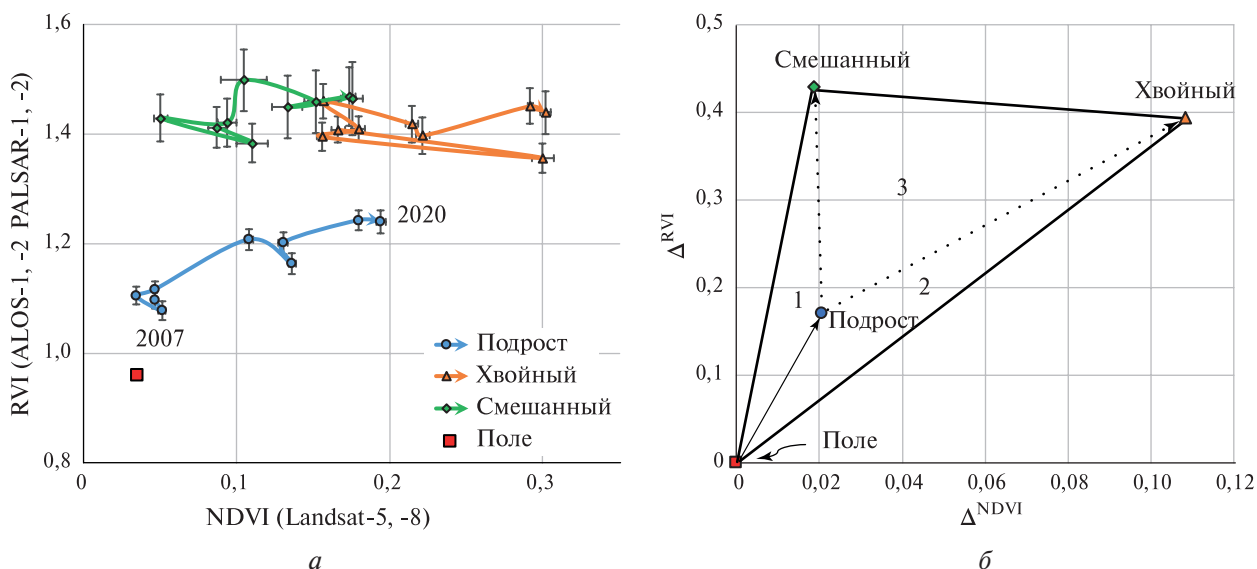 1,6
1,4
1,2
1,0
0,8
RVI (ALOS-1, -2 PALSAR-1, -2)
2020
2007
Подрост
Хвойный
Смешанный
Поле
0
0,1
0,2
0,3
NDVI (Landsat-5, -8)
а
0,5
0,4
0,3
0,2
0,1
0
Δ^RVI
Смешанный
Хвойный
3
1
2
Подрост
Поле
0
0,02
0,04
0,06
0,08
0,10
0,12
Δ^NDVI
б